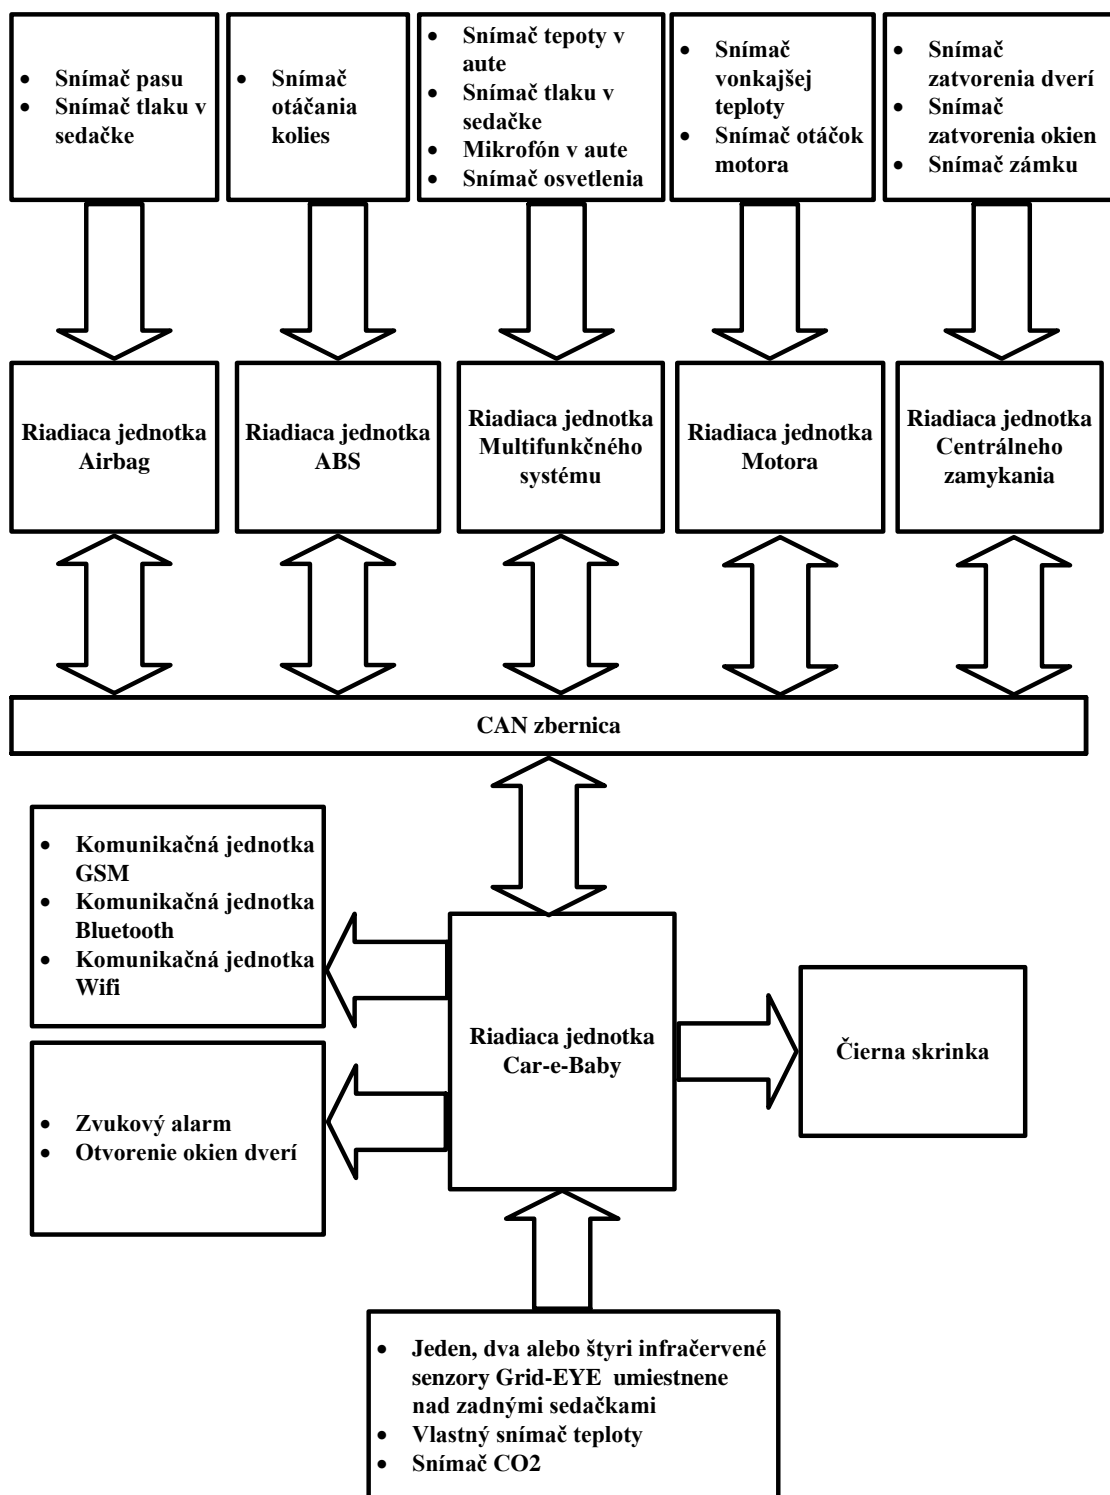 • Snímač pasu
• Snímač tlaku v
sedačke
• Snímač
otáčania
kolies
• Snímač tepoty v
aute
• Snímač tlaku v
sedačke
• Mikrofón v aute
• Snímač osvetlenia
• Snímač
vonkajšej
teploty
• Snímač otáčok
motora
• Snímač
zatvorenia dverí
• Snímač
zatvorenia okien
• Snímač zámku
Riadiaca jednotka
Airbag
Riadiaca jednotka
ABS
Riadiaca jednotka
Multifunkčného
systému
Riadiaca jednotka
Motora
Riadiaca jednotka
Centrálneho
zamykania
CAN zbernica
• Komunikačná jednotka
GSM
• Komunikačná jednotka
Bluetooth
• Komunikačná jednotka
Wifi
Riadiaca jednotka
Car-e-Baby
Čierna skrinka
• Zvukový alarm
• Otvorenie okien dverí
• Jeden, dva alebo štyri infračervené
senzory Grid-EYE umiestnene
nad zadnými sedačkami
• Vlastný snímač teploty
• Snímač CO2